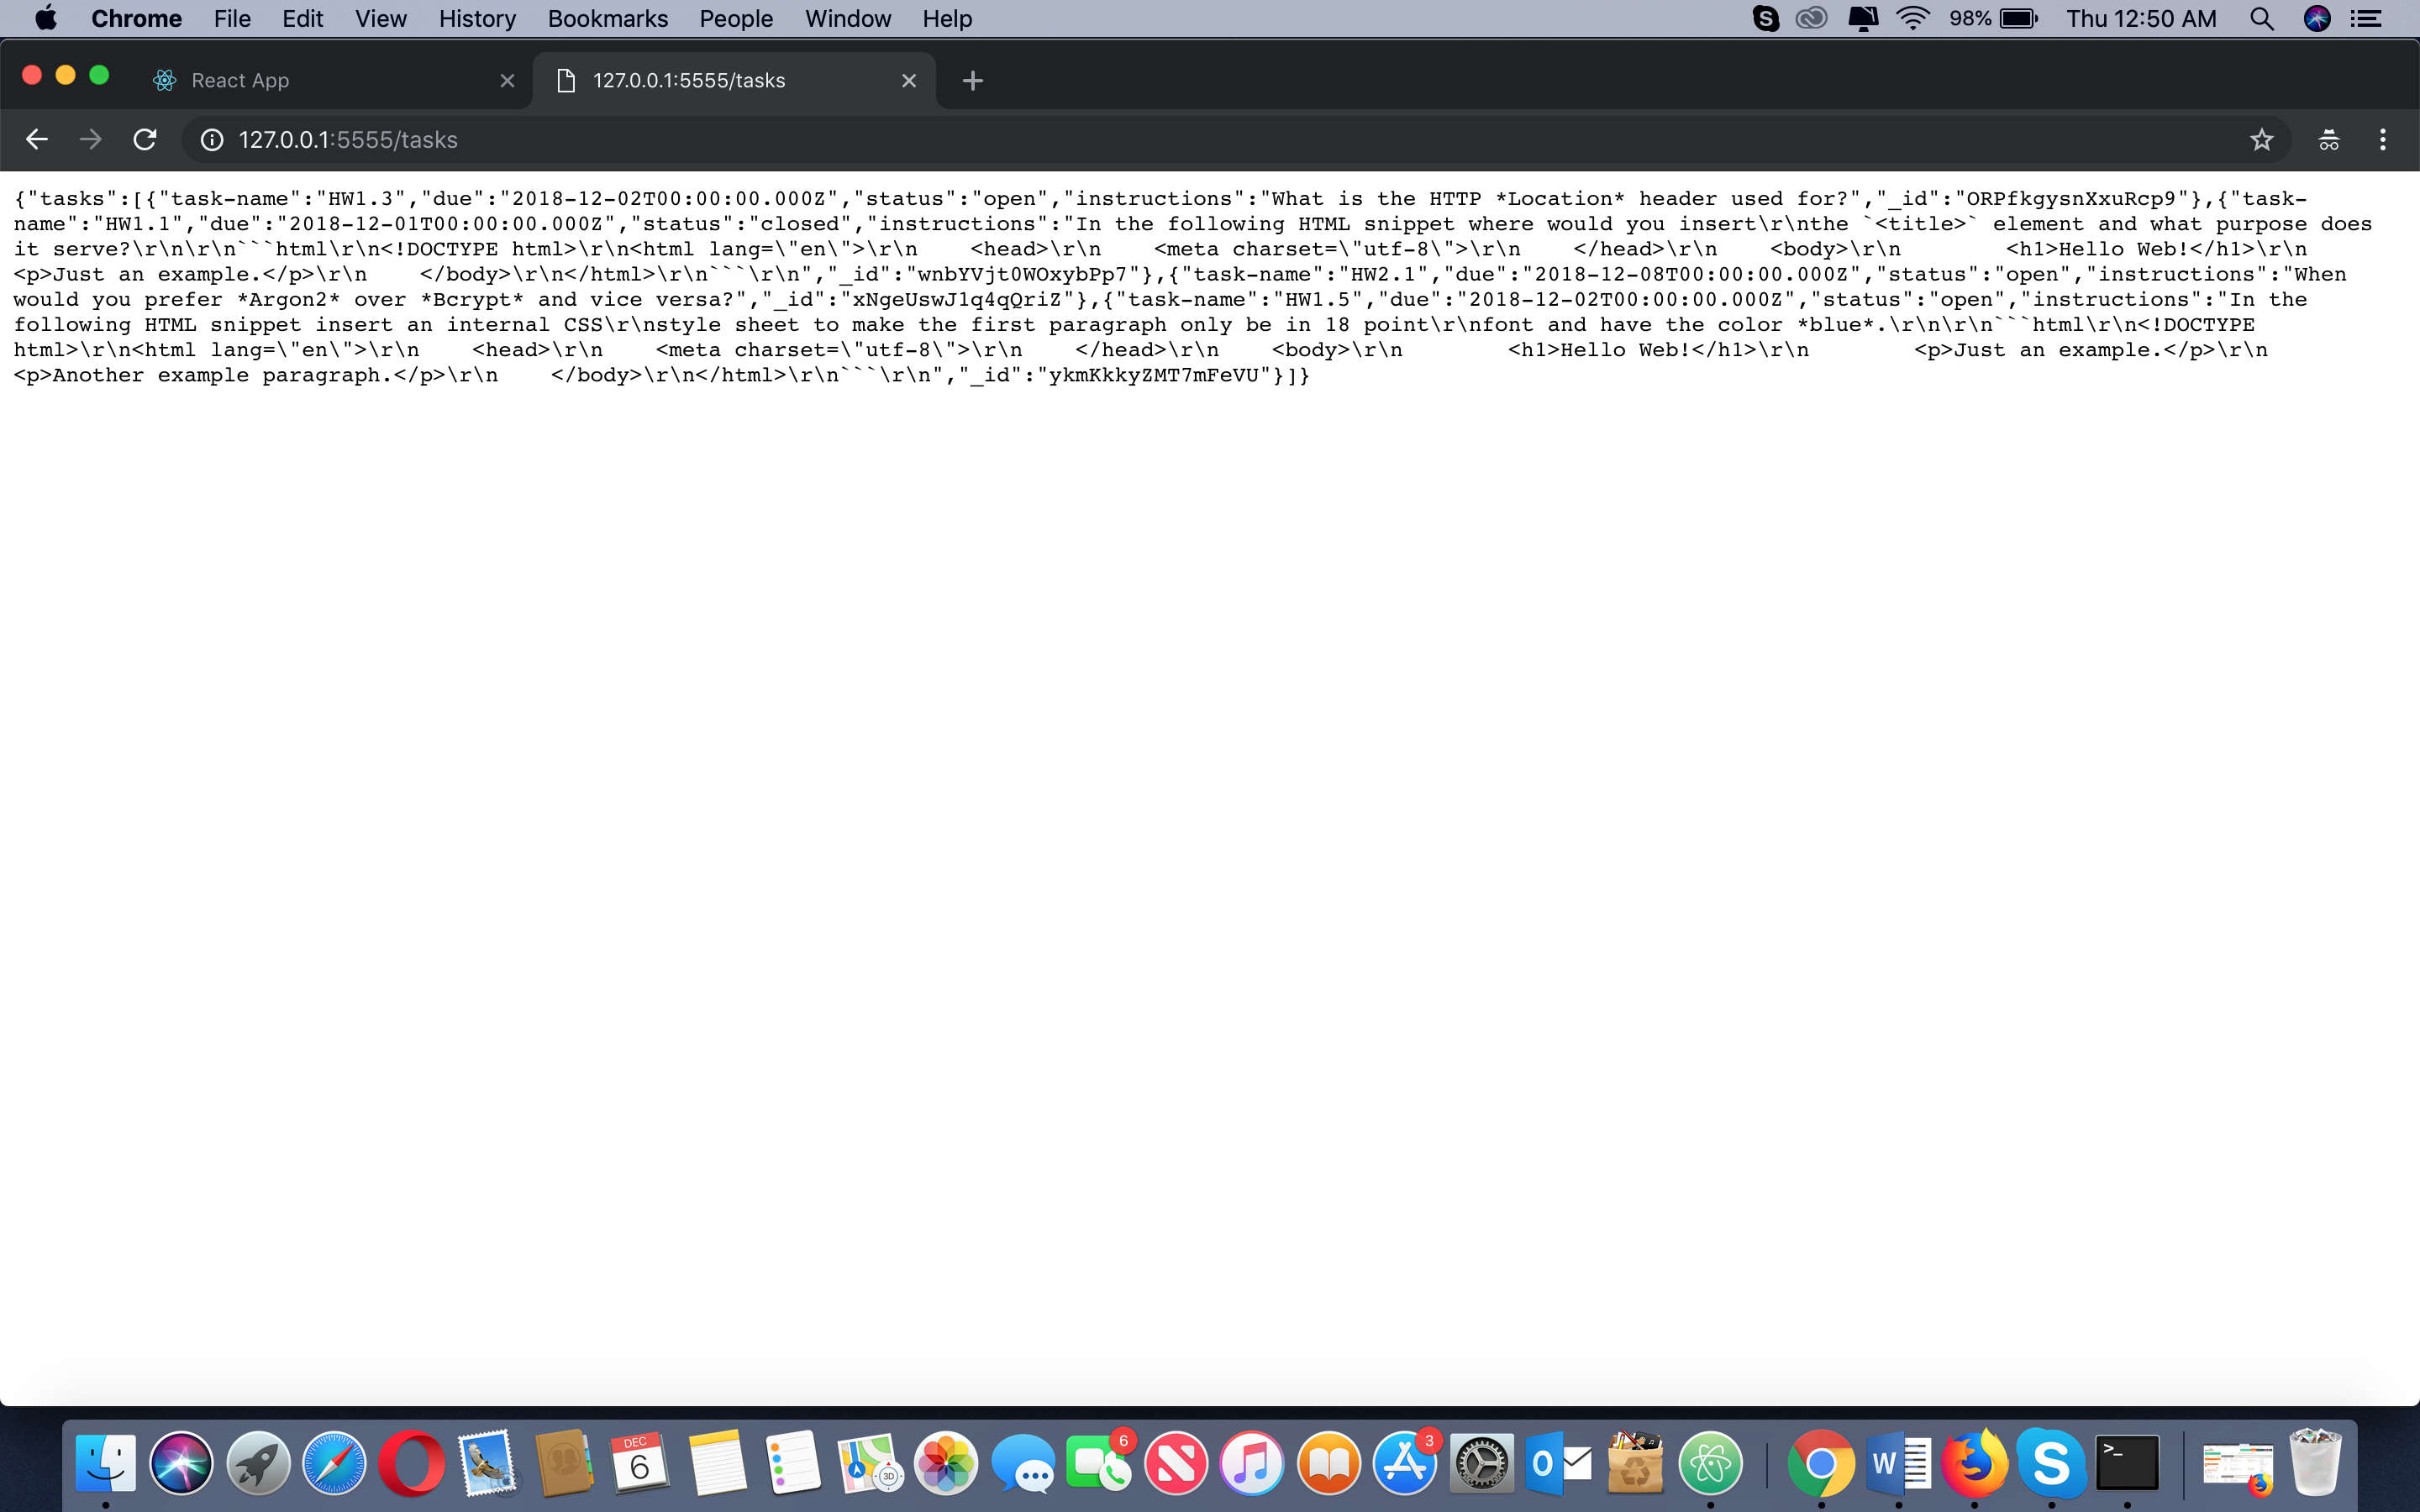 Chrome File Edit View History Bookmarks People Window Help S 98% Thu 12:50 AM
React App 127.0.0.1:5555/tasks
127.0.0.1:5555/tasks
{"tasks":[{"task-name":"HW1.3","due":"2018-12-02T00:00:00.000Z","status":"open","instructions":"What is the HTTP *Location* header used for?","_id":"ORPfkgysnXxuRcp9"},{"task-
name":"HW1.1","due":"2018-12-01T00:00:00.000Z","status":"closed","instructions":"In the following HTML snippet where would you insert\r\nthe `<title>` element and what purpose does
it serve?\r\n\r\n```html\r\n<!DOCTYPE html>\r\n<html lang=\"en\">\r\n    <head>\r\n    <meta charset=\"utf-8\">\r\n    </head>\r\n    <body>\r\n        <h1>Hello Web!</h1>\r\n
<p>Just an example.</p>\r\n    </body>\r\n</html>\r\n```\r\n","_id":"wnbYVjt0WOxybPp7"},{"task-name":"HW2.1","due":"2018-12-08T00:00:00.000Z","status":"open","instructions":"When
would you prefer *Argon2* over *Bcrypt* and vice versa?","_id":"xNgeUswJ1q4qQriZ"},{"task-name":"HW1.5","due":"2018-12-02T00:00:00.000Z","status":"open","instructions":"In the
following HTML snippet insert an internal CSS\r\nstyle sheet to make the first paragraph only be in 18 point\r\nfont and have the color *blue*.\r\n\r\n```html\r\n<!DOCTYPE
html>\r\n<html lang=\"en\">\r\n    <head>\r\n    <meta charset=\"utf-8\">\r\n    </head>\r\n    <body>\r\n        <h1>Hello Web!</h1>\r\n        <p>Just an example.</p>\r\n
<p>Another example paragraph.</p>\r\n    </body>\r\n</html>\r\n```\r\n","_id":"ykmKkkyZMT7mFeVU"}]}
DEC 6 3D 6 3 O W S >_